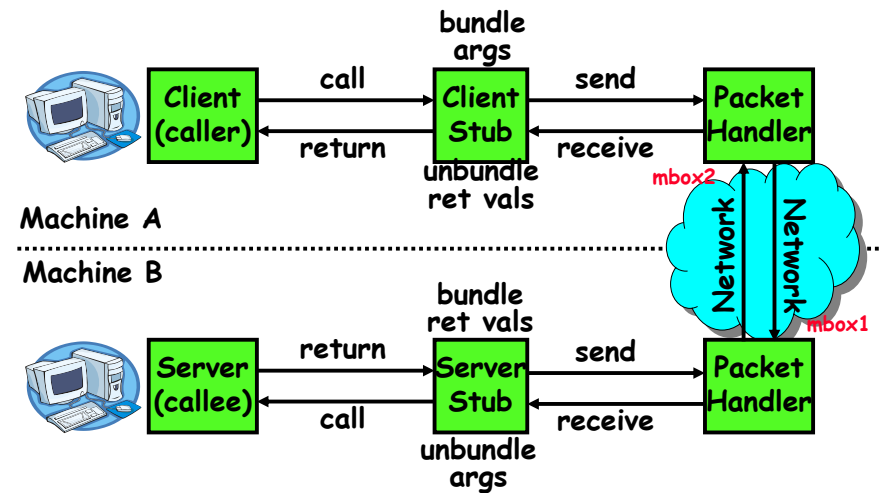 bundle
args
call
send
Client
(caller)
Client
Stub
Packet
Handler
return
receive
unbundle
ret vals
mbox2
Machine A
Network
Network
Machine B
mbox1
bundle
ret vals
return
send
Server
(callee)
Server
Stub
Packet
Handler
call
receive
unbundle
args